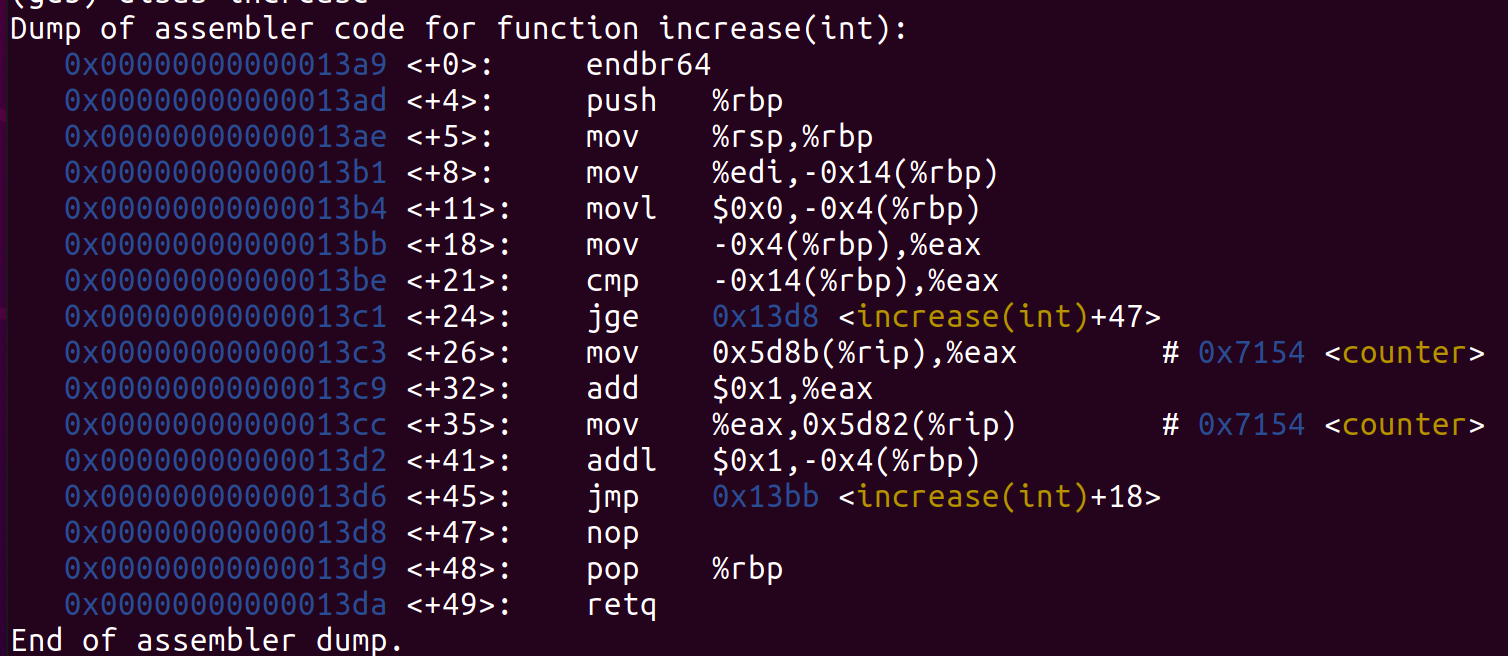 (gdb) disas increase
Dump of assembler code for function increase(int):
0x00000000000013a9 <+0>: endbr64
0x00000000000013ad <+4>: push %rbp
0x00000000000013ae <+5>: mov %rsp,%rbp
0x00000000000013b1 <+8>: mov %edi,-0x14(%rbp)
0x00000000000013b4 <+11>: movl $0x0,-0x4(%rbp)
0x00000000000013bb <+18>: mov -0x4(%rbp),%eax
0x00000000000013be <+21>: cmp -0x14(%rbp),%eax
0x00000000000013c1 <+24>: jge 0x13d8 <increase(int)+47>
0x00000000000013c3 <+26>: mov 0x5d8b(%rip),%eax # 0x7154 <counter>
0x00000000000013c9 <+32>: add $0x1,%eax
0x00000000000013cc <+35>: mov %eax,0x5d82(%rip) # 0x7154 <counter>
0x00000000000013d2 <+41>: addl $0x1,-0x4(%rbp)
0x00000000000013d6 <+45>: jmp 0x13bb <increase(int)+18>
0x00000000000013d8 <+47>: nop
0x00000000000013d9 <+48>: pop %rbp
0x00000000000013da <+49>: retq
End of assembler dump.